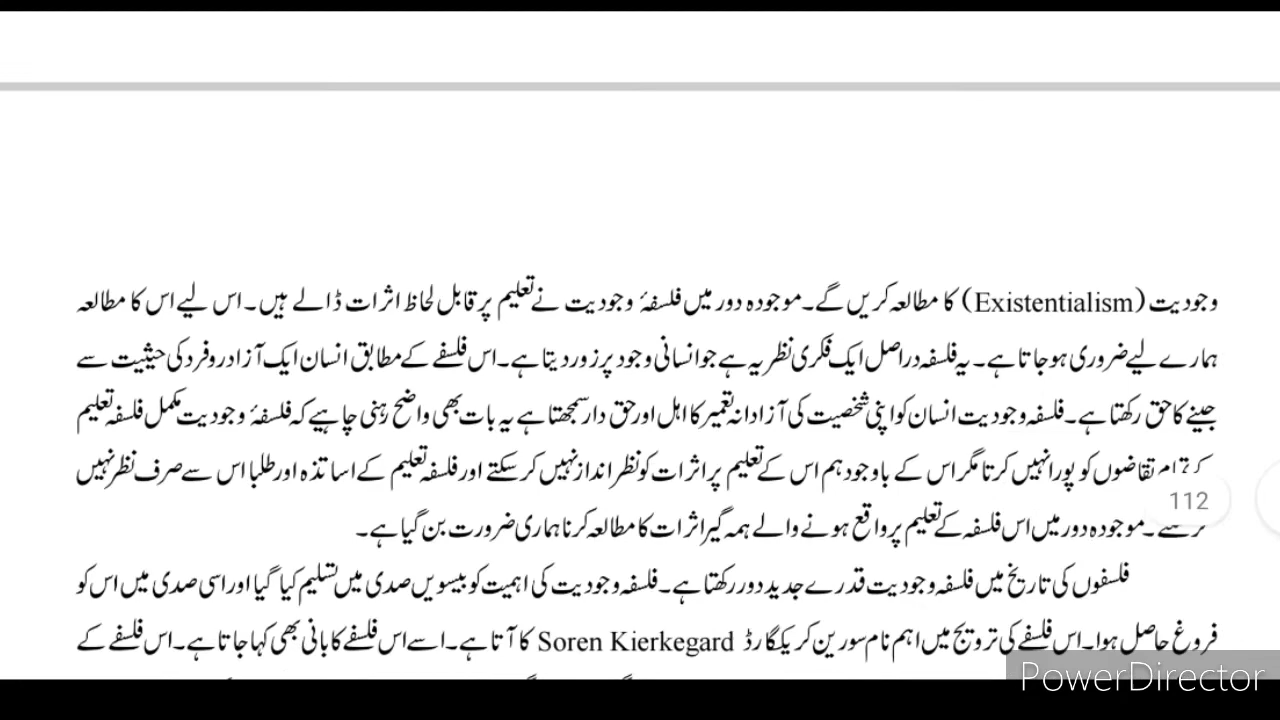 وجودیت (Existentialism) کا مطالعہ کریں گے۔ موجودہ دور میں فلسفۂ وجودیت نے تعلیم پر قابل لحاظ اثرات ڈالے ہیں۔ اس لیے اس کا مطالعہ
ہمارے لیے ضروری ہو جاتا ہے۔ یہ فلسفہ دراصل ایک فکری نظریہ ہے جو انسانی وجود پر زور دیتا ہے۔ اس فلسفے کے مطابق انسان ایک آزاد رو فرد کی حیثیت سے
جینے کا حق رکھتا ہے۔ فلسفہ وجودیت انسان کو اپنی شخصیت کی آزادانہ تعمیر کا اہل اور حق دار سمجھتا ہے یہ بات بھی واضح رہنی چاہیے کہ فلسفۂ وجودیت مکمل فلسفہ تعلیم
تقاضوں کو پورا نہیں کرتا مگر اس کے باوجود ہم اس کے تعلیم پر اثرات کو نظر انداز نہیں کر سکتے اور فلسفہ تعلیم کے اساتذہ اور طلبا اس سے صرف نظر نہیں
112
موجودہ دور میں اس فلسفہ کے تعلیم پر واقع ہونے والے ہمہ گیر اثرات کا مطالعہ کرنا ہماری ضرورت بن گیا ہے۔
فلسفوں کی تاریخ میں فلسفہ وجودیت قدرے جدید دور رکھتا ہے۔ فلسفہ وجودیت کی اہمیت کو بیسویں صدی میں تسلیم کیا گیا اور اسی صدی میں اس کو
فروغ حاصل ہوا۔ اس فلسفے کی ترویج میں اہم نام سورین کریکگارڈ Soren Kierkegard کا آتا ہے۔ اسے اس فلسفے کا بانی بھی کہا جاتا ہے۔ اس فلسفے کے
PowerDirector